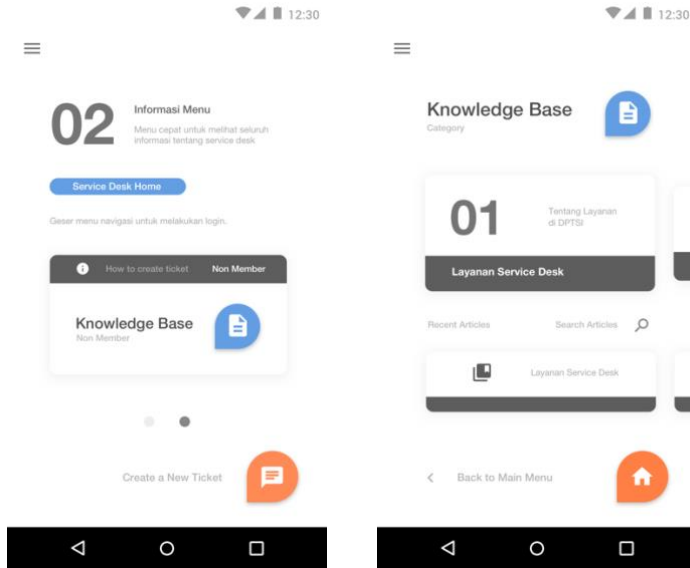 12:30
02
Informasi Menu
Menu cepat untuk melihat seluruh
informasi tentang service desk
Service Desk Home
Geser menu navigasi untuk melakukan login.
How to create ticket Non Member
Knowledge Base
Non Member
Create a New Ticket
12:30
Knowledge Base
Category
01
Tentang Layanan
di DPTSI
Layanan Service Desk
Recent Articles Search Articles
Layanan Service Desk
Back to Main Menu